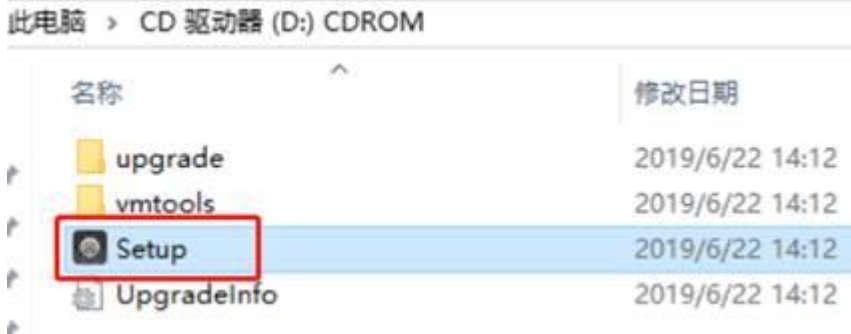 此电脑 › CD 驱动器 (D:) CDROM
名称 修改日期
upgrade 2019/6/22 14:12
vmtools 2019/6/22 14:12
Setup 2019/6/22 14:12
UpgradeInfo 2019/6/22 14:12